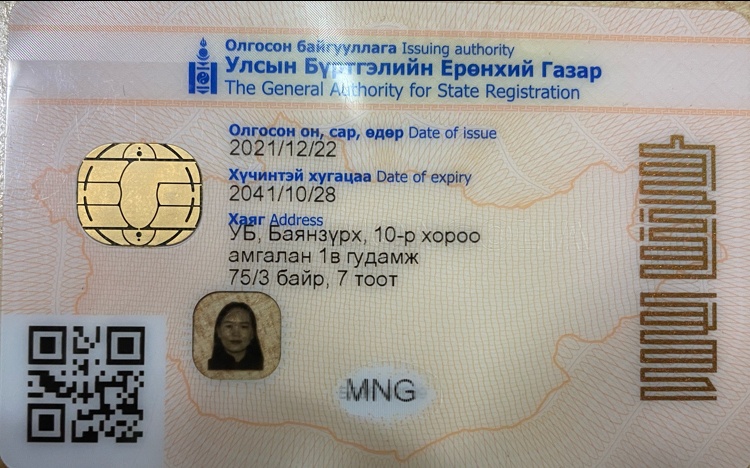 Олгосон байгууллага Issuing authority
Улсын Бүртгэлийн Ерөнхий Газар
The General Authority for State Registration
Олгосон он, сар, өдөр Date of issue
2021/12/22
Хүчинтэй хугацаа Date of expiry
2041/10/28
Хаяг Address
УБ, Баянзүрх, 10-р хороо
амгалан 1в гудамж
75/3 байр, 7 тоот
MNG